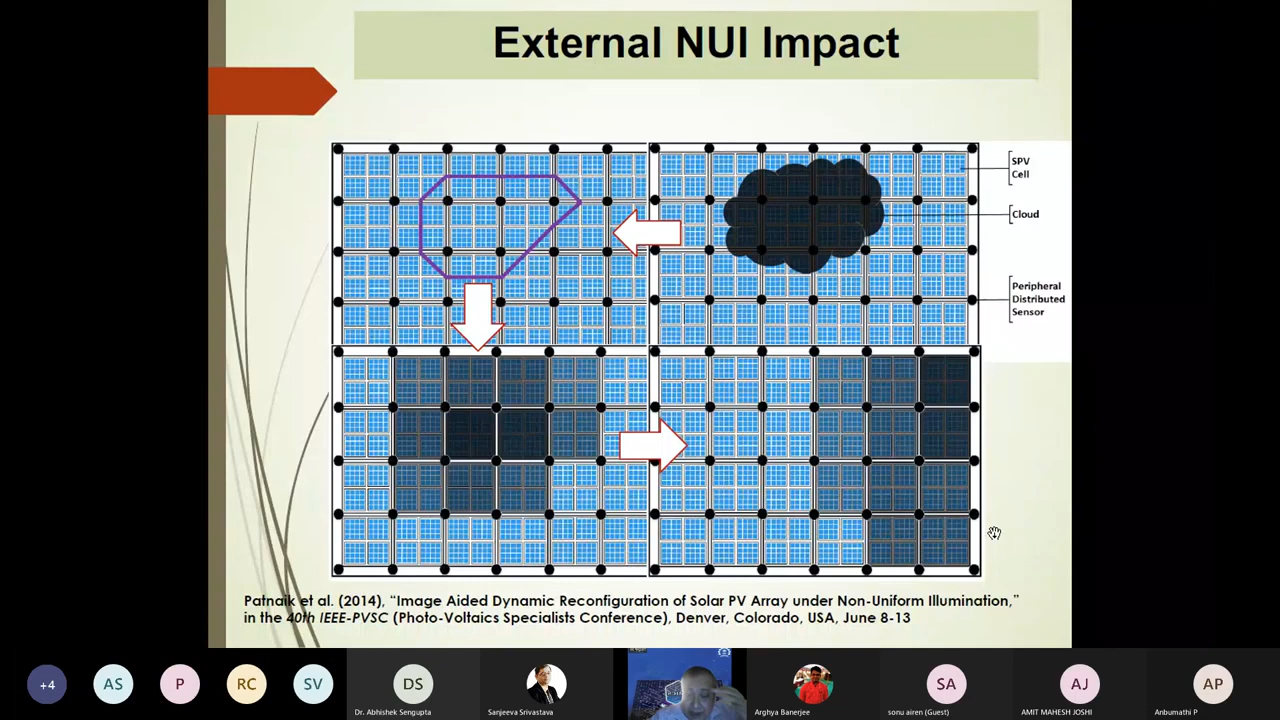 External NUI Impact
SPV
Cell
Cloud
Peripheral
Distributed
Sensor
Patnaik et al. (2014), “Image Aided Dynamic Reconfiguration of Solar PV Array under Non-Uniform Illumination,”
in the 40th IEEE-PVSC (Photo-Voltaics Specialists Conference), Denver, Colorado, USA, June 8-13
+4
AS
P
RC
SV
DS
SA
AJ
AP
Dr. Abhishek Sengupta
Sanjeeva Srivastava
Arghya Banerjee
sonu airen (Guest)
AMIT MAHESH JOSHI
Anbumathi P